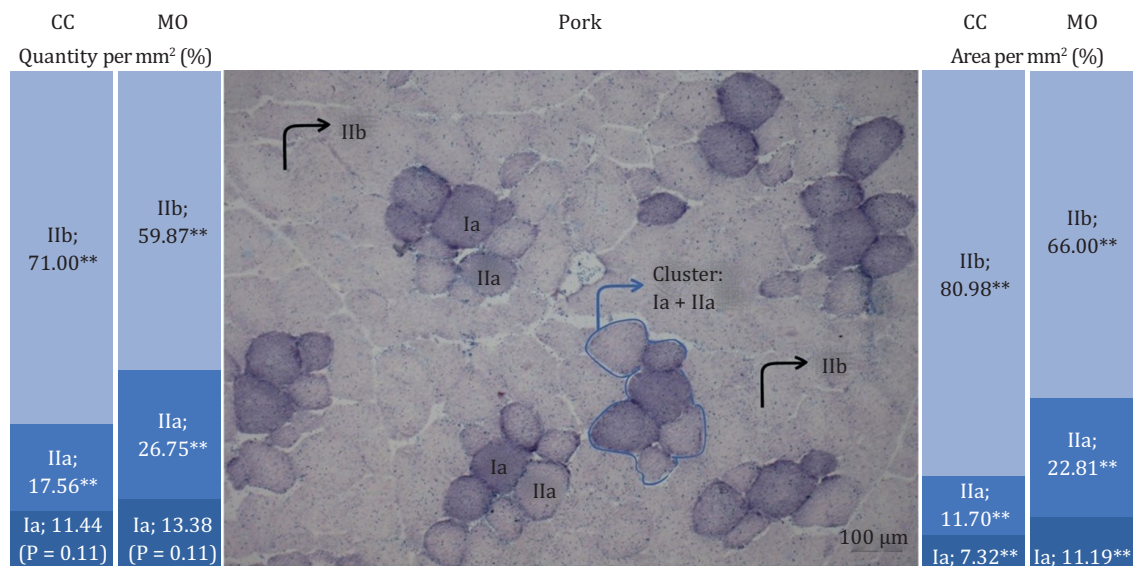 CC MO Pork CC MO
Quantity per mm² (%) Area per mm² (%)
IIb;
71.00**
IIa;
17.56**
Ia; 11.44
(P = 0.11)
IIb;
59.87**
IIa;
26.75**
Ia; 13.38
(P = 0.11)
IIb
Ia
IIa
Cluster:
Ia + IIa
IIb
Ia
IIa
100 µm
IIb;
80.98**
IIa;
11.70**
Ia; 7.32**
IIb;
66.00**
IIa;
22.81**
Ia; 11.19**